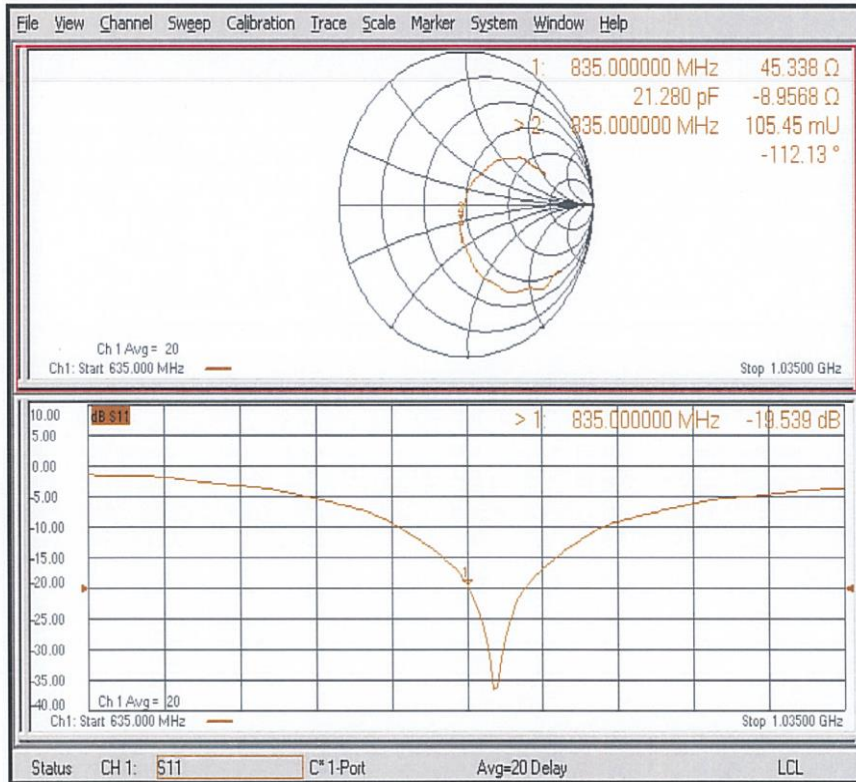 File View Channel Sweep Calibration Trace Scale Marker System Window Help
1: 835.000000 MHz 45.338 Ω
21.280 pF -8.9568 Ω
> 2: 835.000000 MHz 105.45 mU
-112.13 °
Ch 1 Avg = 20
Ch1: Start 635.000 MHz
Stop 1.03500 GHz
10.00
dB S11
> 1: 835.000000 MHz -19.539 dB
5.00
0.00
-5.00
-10.00
-15.00
1
-20.00
-25.00
-30.00
-35.00
-40.00
Ch 1 Avg = 20
Ch1: Start 635.000 MHz
Stop 1.03500 GHz
Status CH 1: S11 C* 1-Port Avg=20 Delay LCL